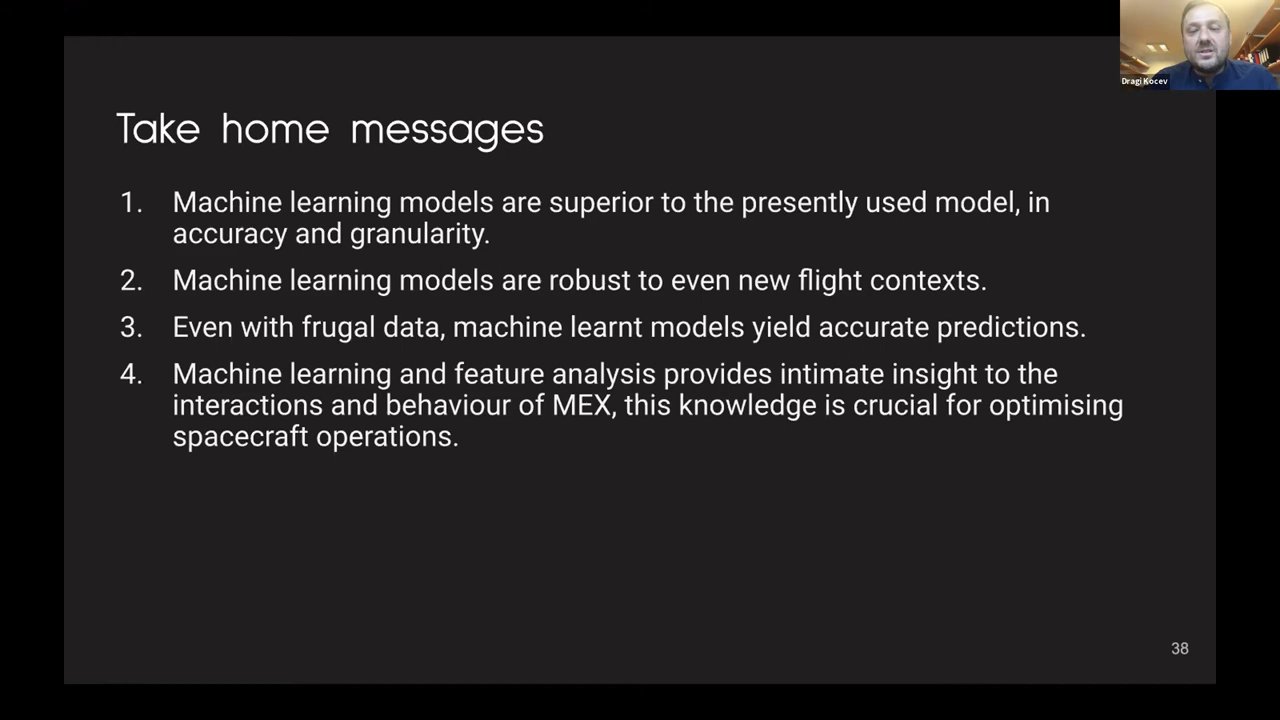 Dragi Kocev
Take home messages
1. Machine learning models are superior to the presently used model, in
accuracy and granularity.
2. Machine learning models are robust to even new flight contexts.
3. Even with frugal data, machine learnt models yield accurate predictions.
4. Machine learning and feature analysis provides intimate insight to the
interactions and behaviour of MEX, this knowledge is crucial for optimising
spacecraft operations.
38